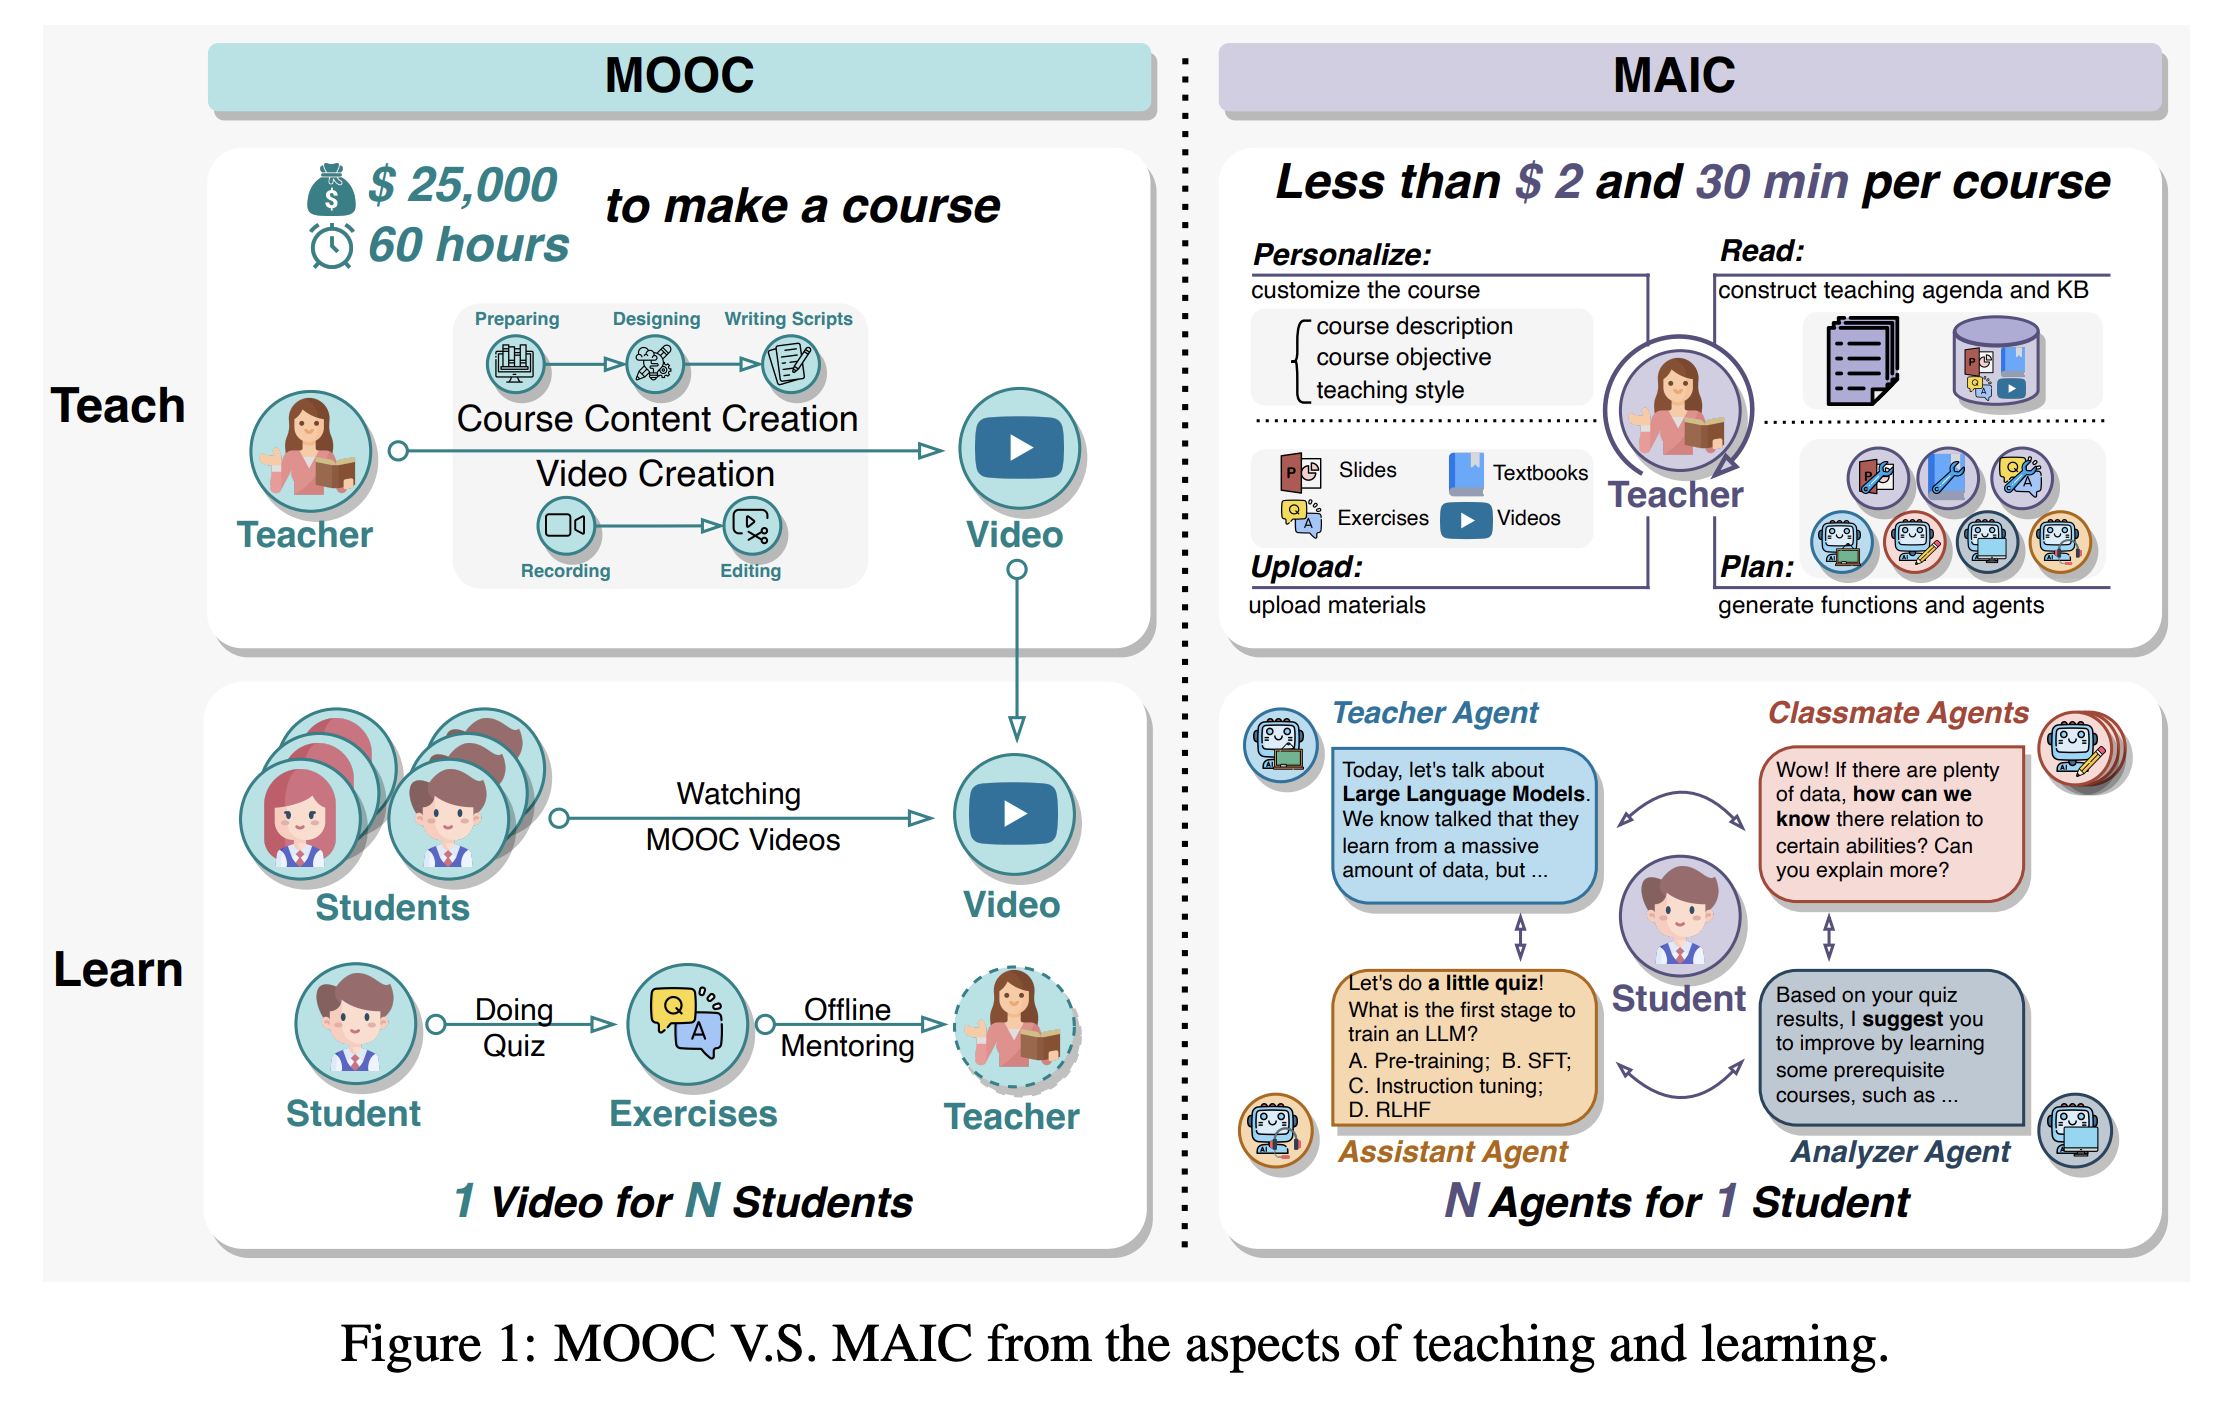 MOOC
MAIC
Teach
$ 25,000
60 hours
to make a course
Preparing
Designing
Writing Scripts
Course Content Creation
Video Creation
Recording
Editing
Teacher
Video
Less than $ 2 and 30 min per course
Personalize:
customize the course
course description
course objective
teaching style
Read:
construct teaching agenda and KB
P
Q
P
Slides
Textbooks
Q
A
Exercises
Videos
Upload:
upload materials
Teacher
P
Q
A
AI
AI
AI
AI
Plan:
generate functions and agents
Learn
Students
Watching
MOOC Videos
Video
Student
Doing
Quiz
Q
A
Exercises
Offline
Mentoring
Teacher
1 Video for N Students
AI
Teacher Agent
Today, let's talk about
Large Language Models.
We know talked that they
learn from a massive
amount of data, but ...
Classmate Agents
AI
Wow! If there are plenty
of data, how can we
know there relation to
certain abilities? Can
you explain more?
Student
Let's do a little quiz!
What is the first stage to
train an LLM?
A. Pre-training; B. SFT;
C. Instruction tuning;
D. RLHF
AI
Assistant Agent
Based on your quiz
results, I suggest you
to improve by learning
some prerequisite
courses, such as ...
Analyzer Agent
AI
N Agents for 1 Student
Figure 1: MOOC V.S. MAIC from the aspects of teaching and learning.